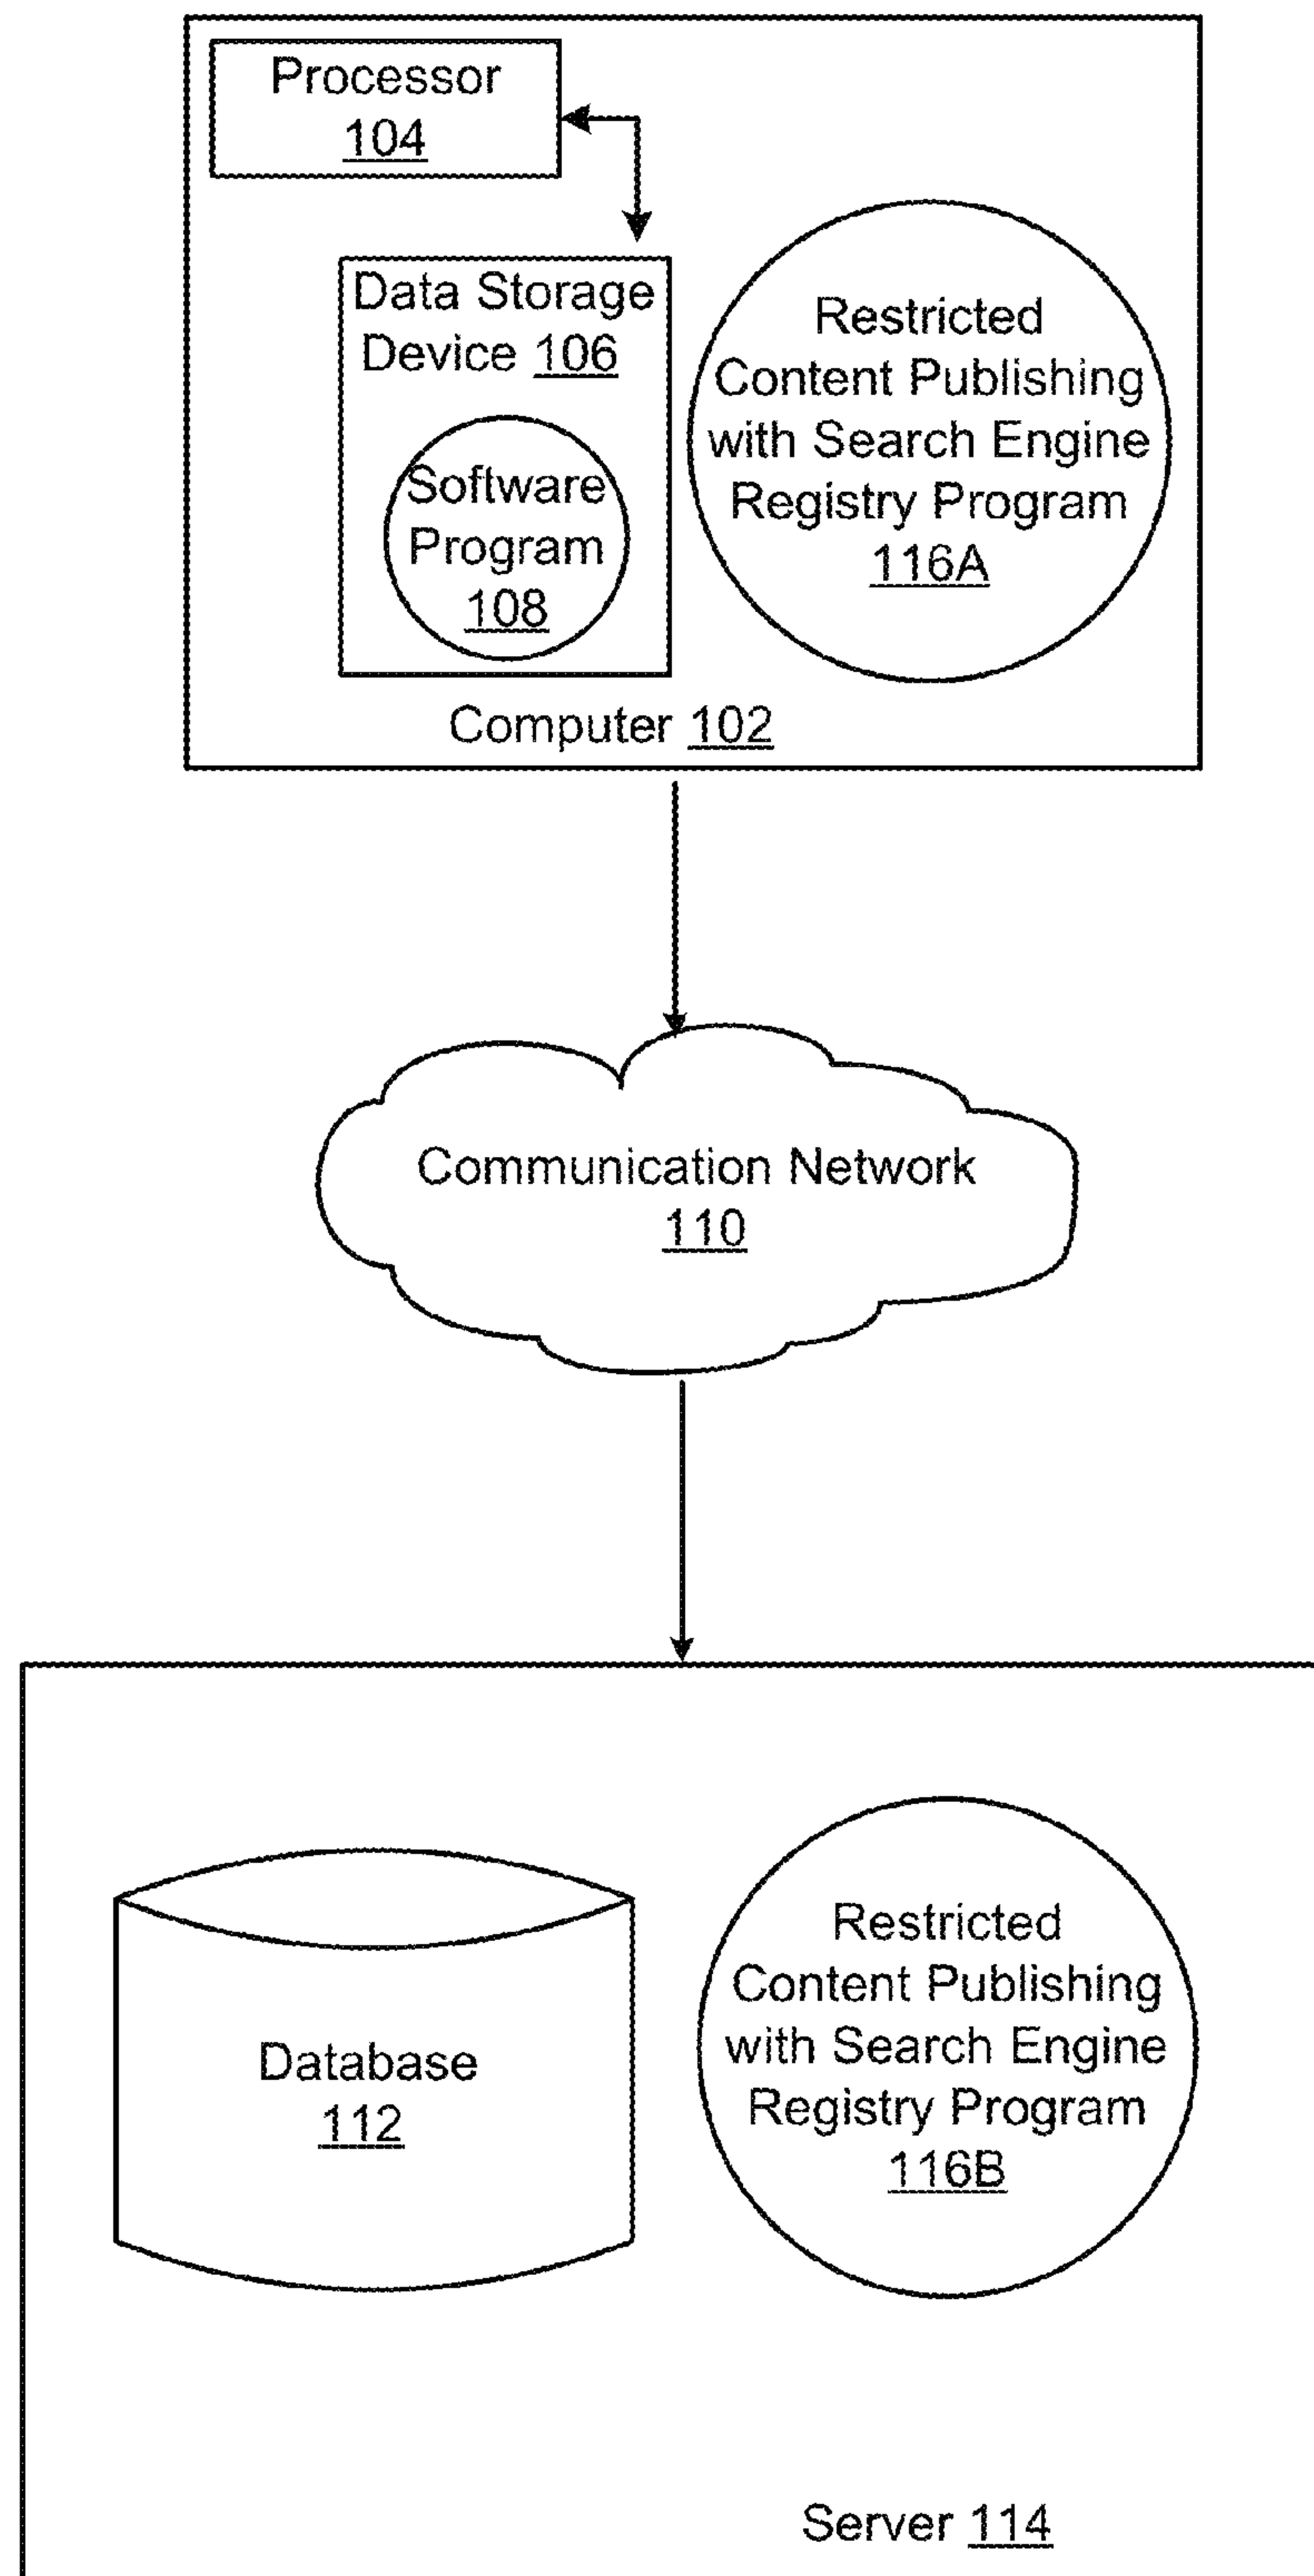 Processor
104
Data Storage
Device 106
Software
Program
108
Restricted
Content Publishing
with Search Engine
Registry Program
116A
Computer 102
Communication Network
110
Database
112
Restricted
Content Publishing
with Search Engine
Registry Program
116B
Server 114